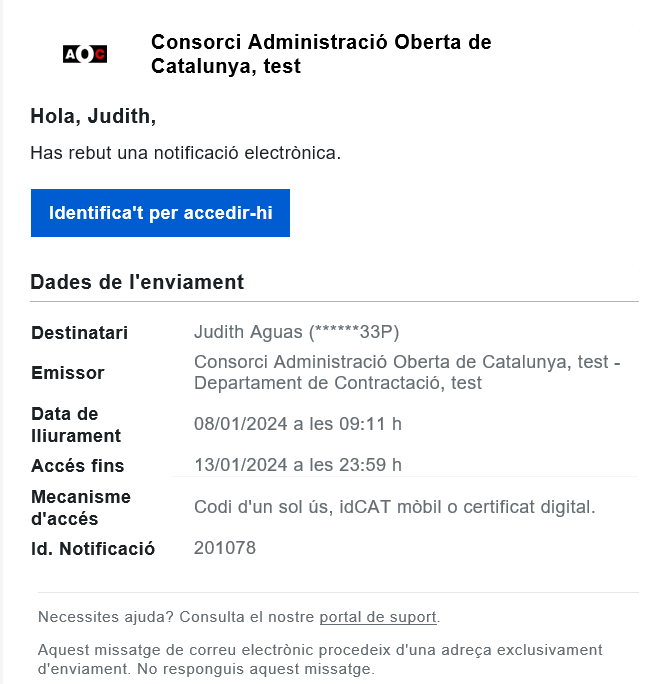 AOC
Consorci Administració Oberta de
Catalunya, test
Hola, Judith,
Has rebut una notificació electrònica.
Identifica't per accedir-hi
Dades de l'enviament
Destinatari Judith Aguas (******33P)
Emissor Consorci Administració Oberta de Catalunya, test -
Departament de Contractació, test
Data de
lliurament 08/01/2024 a les 09:11 h
Accés fins 13/01/2024 a les 23:59 h
Mecanisme
d'accés Codi d'un sol ús, idCAT mòbil o certificat digital.
Id. Notificació 201078
Necessites ajuda? Consulta el nostre portal de suport.
Aquest missatge de correu electrònic procedeix d'una adreça exclusivament
d'enviament. No responguis aquest missatge.